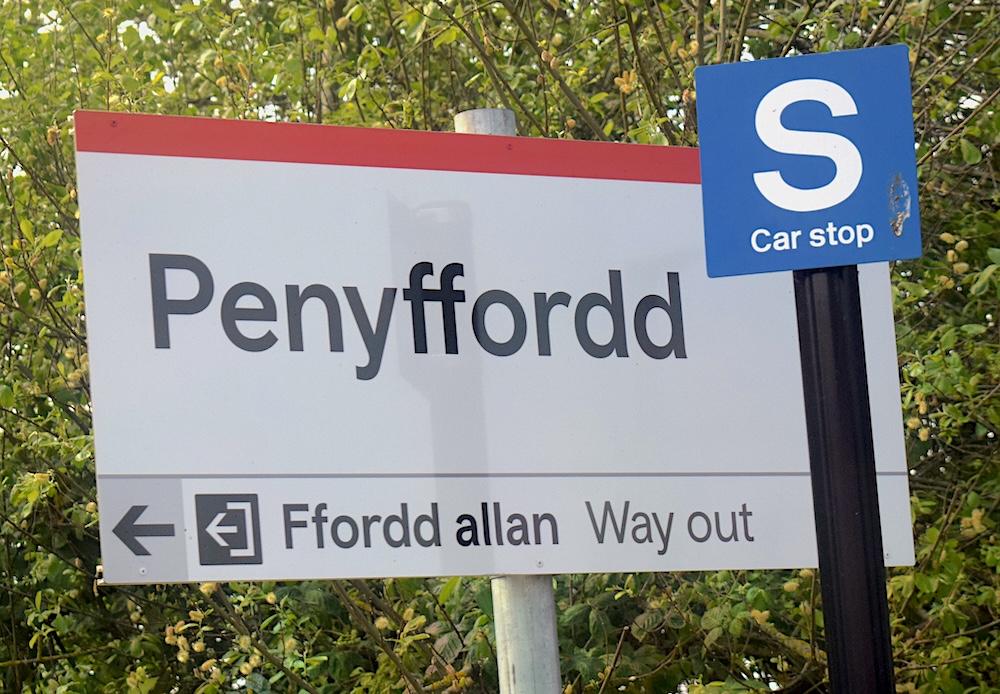 S
Car stop
Penyffordd
Ffordd allan Way out